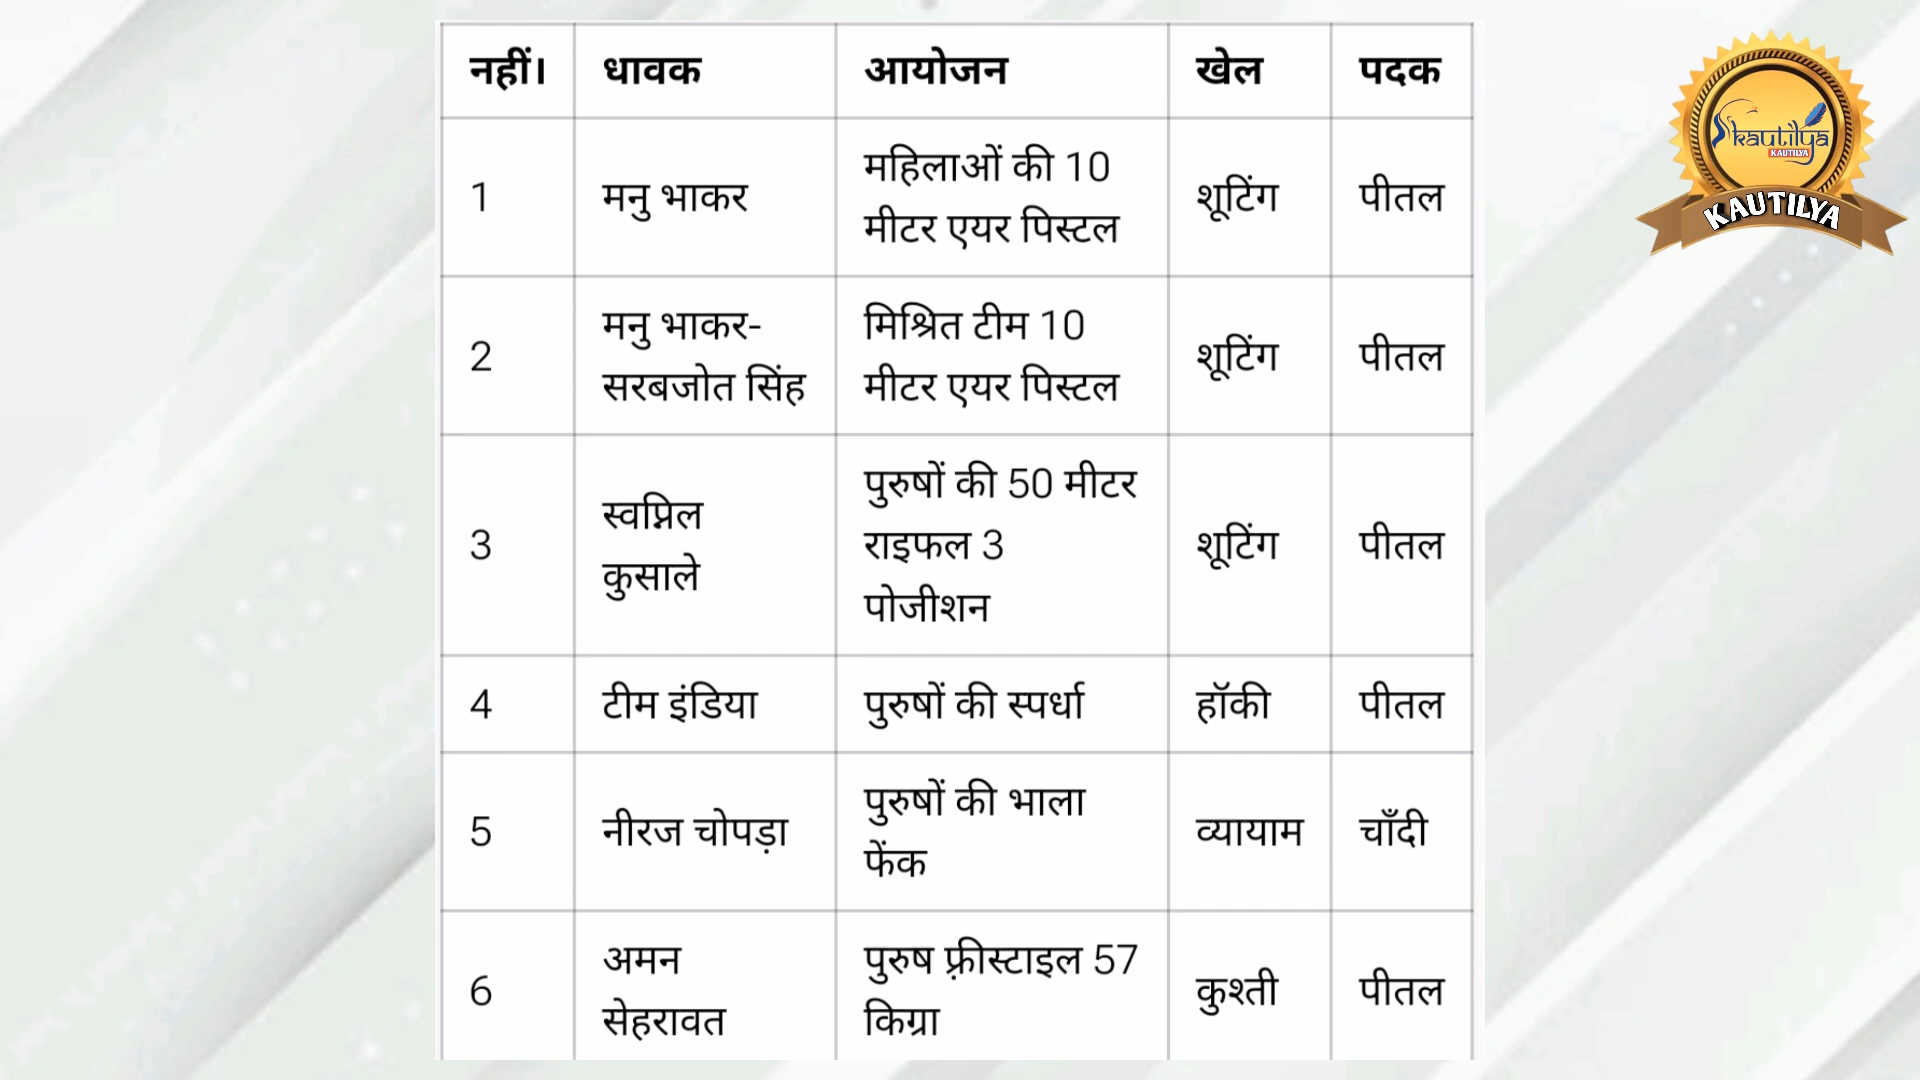 नहीं। धावक आयोजन खेल पदक
1 मनु भाकर महिलाओं की 10 मीटर एयर पिस्टल शूटिंग पीतल
2 मनु भाकर-सरबजोत सिंह मिश्रित टीम 10 मीटर एयर पिस्टल शूटिंग पीतल
3 स्वप्निल कुसाले पुरुषों की 50 मीटर राइफल 3 पोजीशन शूटिंग पीतल
4 टीम इंडिया पुरुषों की स्पर्धा हॉकी पीतल
5 नीरज चोपड़ा पुरुषों की भाला फेंक व्यायाम चाँदी
6 अमन सेहरावत पुरुष फ़्रीस्टाइल 57 किग्रा कुश्ती पीतल
kautilya
KAUTILYA
KAUTILYA